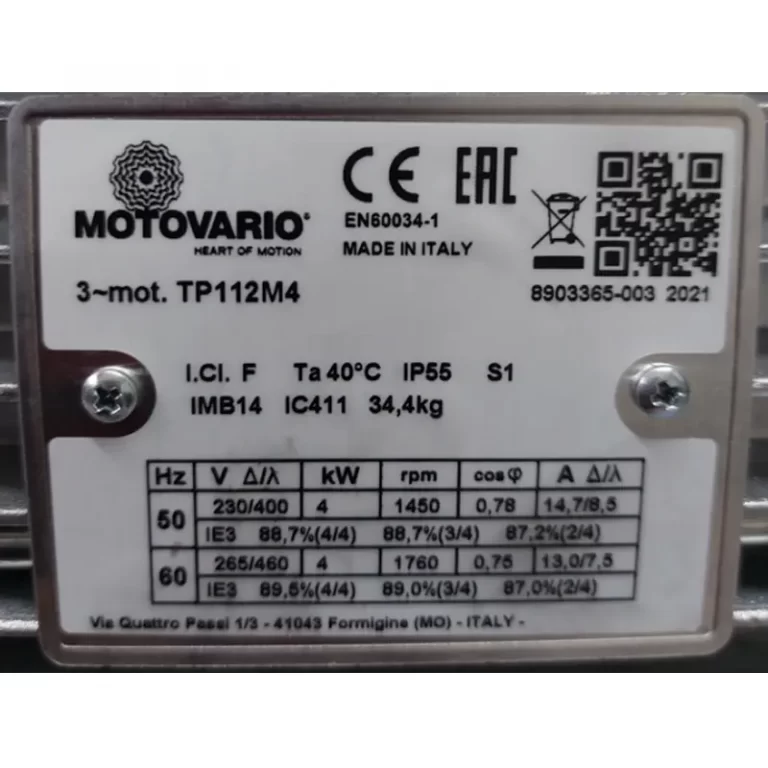 MOTOVARIO®
HEART OF MOTION
CE EAC
EN60034-1
MADE IN ITALY
3~mot. TP112M4
8903365-003 2021
I.Cl. F Ta 40°C IP55 S1
IMB14 IC411 34,4kg
Hz V Δ/λ kW rpm cosφ A Δ/λ
50 230/400 4 1450 0,78 14,7/8,5
IE3 88,7%(4/4) 88,7%(3/4) 87,2%(2/4)
60 265/460 4 1760 0,75 13,0/7,5
IE3 89,5%(4/4) 89,0%(3/4) 87,0%(2/4)
Via Quattro Passi 1/3 - 41043 Formigine (MO) - ITALY -